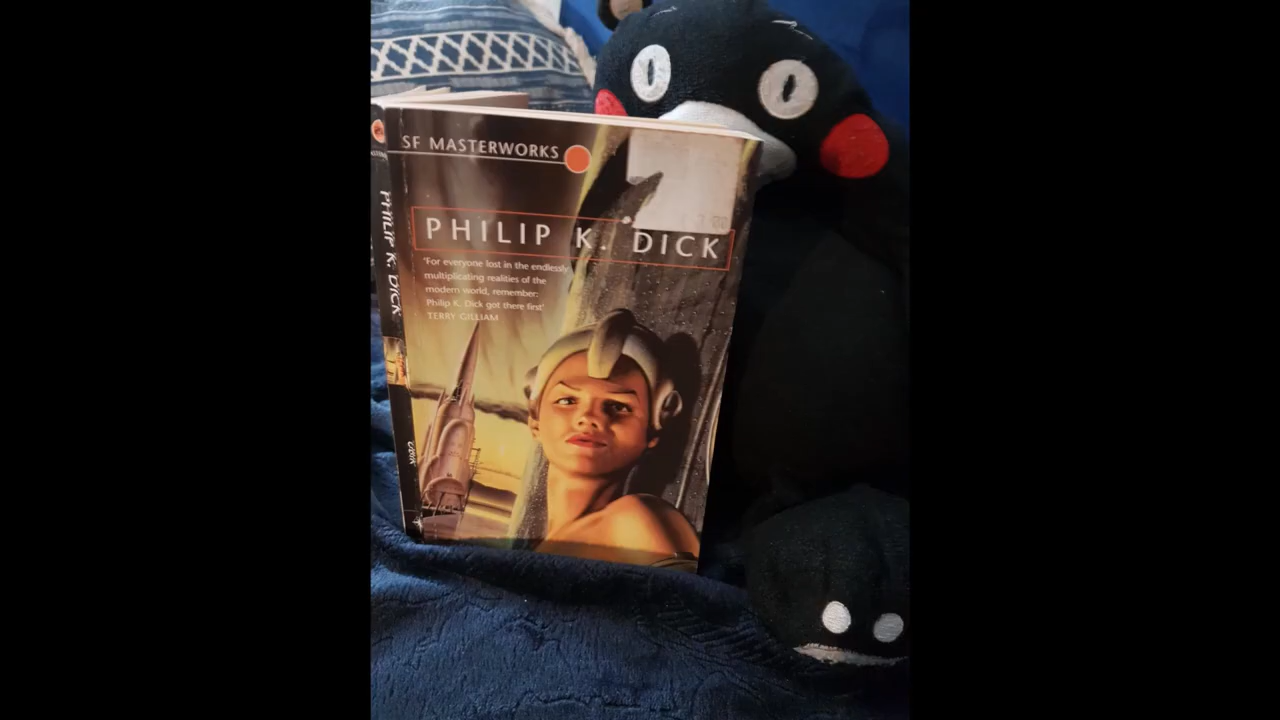 SF MASTERWORKS
PHILIP K. DICK
'For everyone lost in the endlessly
multiplicating realities of the
modern world, remember:
Philip K. Dick got there first'
TERRY GILLIAM
PHILIP K. DICK
UBIK